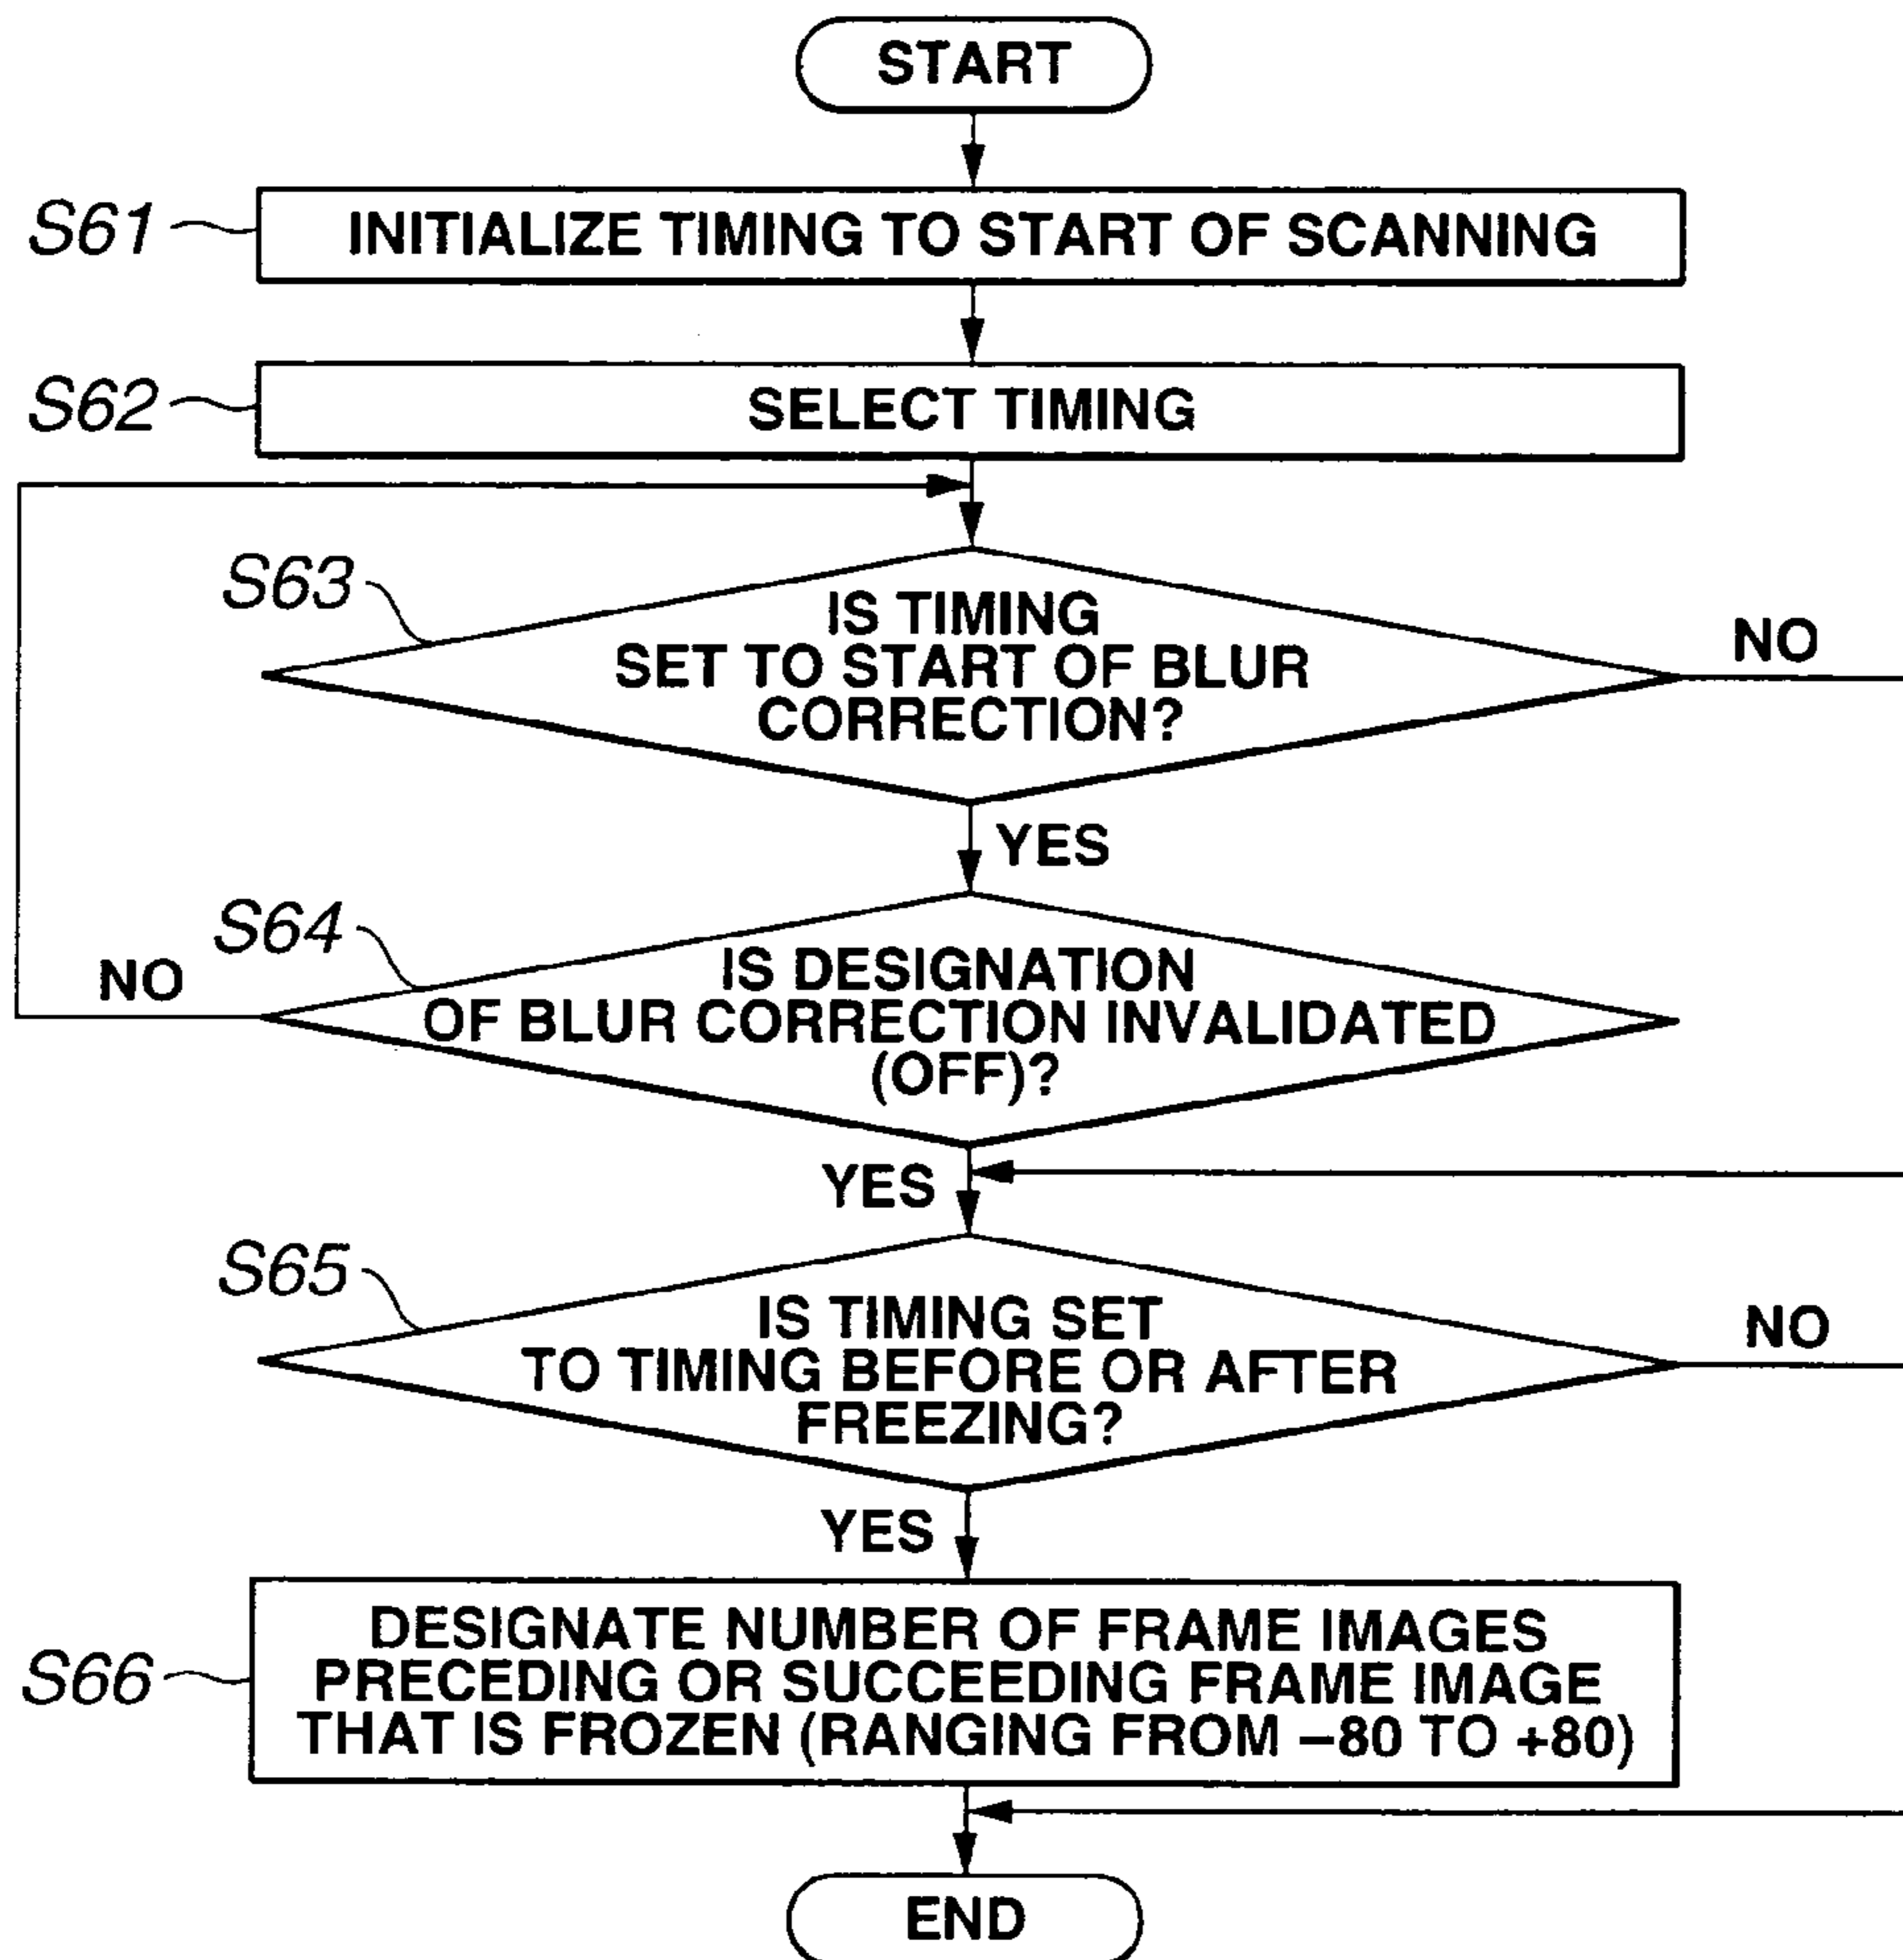 START
S61
INITIALIZE TIMING TO START OF SCANNING
S62
SELECT TIMING
S63
IS TIMING
SET TO START OF BLUR
CORRECTION?
NO
YES
S64
NO
IS DESIGNATION
OF BLUR CORRECTION INVALIDATED
(OFF)?
YES
S65
IS TIMING SET
TO TIMING BEFORE OR AFTER
FREEZING?
NO
YES
S66
DESIGNATE NUMBER OF FRAME IMAGES
PRECEDING OR SUCCEEDING FRAME IMAGE
THAT IS FROZEN (RANGING FROM –80 TO +80)
END